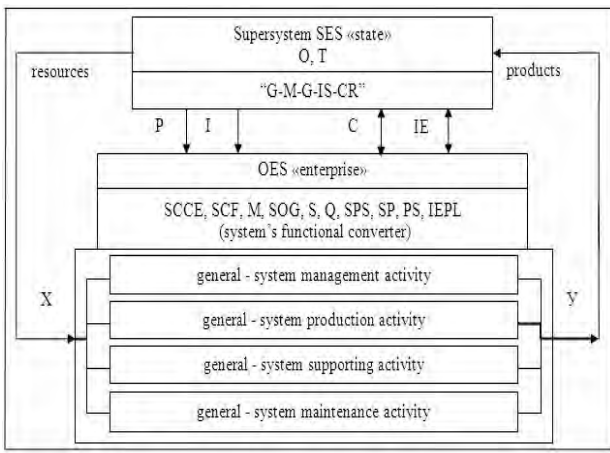 Supersystem SES «state»
O, T
resources
products
“G-M-G-IS-CR”
P I C IE
OES «enterprise»
SCCE, SCF, M, SOG, S, Q, SPS, SP, PS, IEPL
(system’s functional converter)
general - system management activity
X
У
general - system production activity
general - system supporting activity
general - system maintenance activity